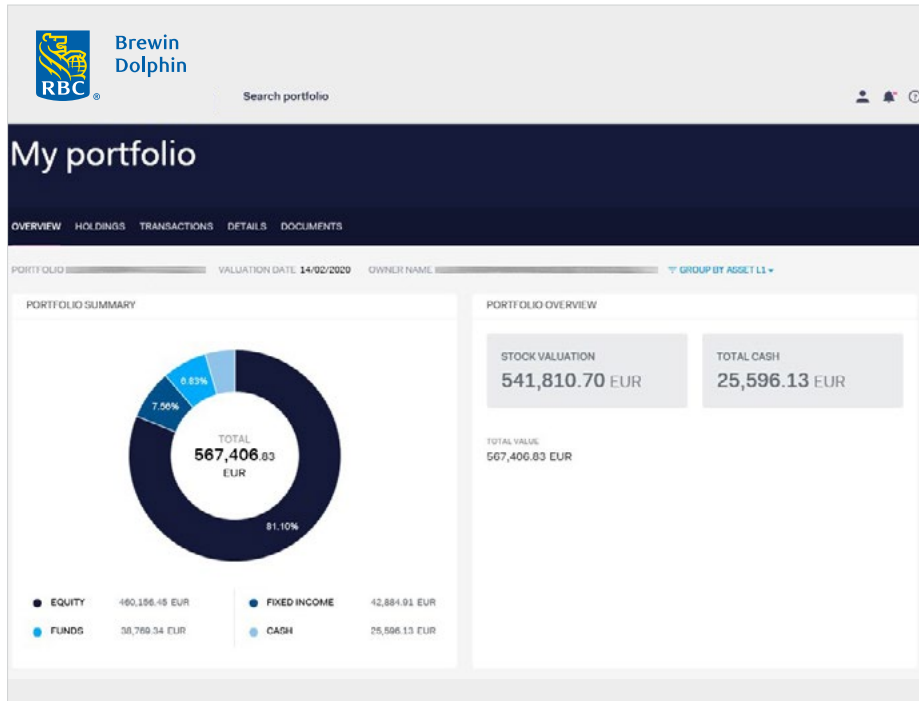 Brewin
Dolphin
RBC ®
Search portfolio
My portfolio
OVERVIEW HOLDINGS TRANSACTIONS DETAILS DOCUMENTS
PORTFOLIO VALUATION DATE 14/02/2020 OWNER NAME GROUP BY ASSET L1
PORTFOLIO SUMMARY
PORTFOLIO OVERVIEW
6.83%
7.56%
TOTAL
567,406.83
EUR
81.10%
EQUITY 460,156.45 EUR
FIXED INCOME 42,884.91 EUR
FUNDS 38,769.34 EUR
CASH 25,596.13 EUR
STOCK VALUATION
541,810.70 EUR
TOTAL CASH
25,596.13 EUR
TOTAL VALUE
567,406.83 EUR